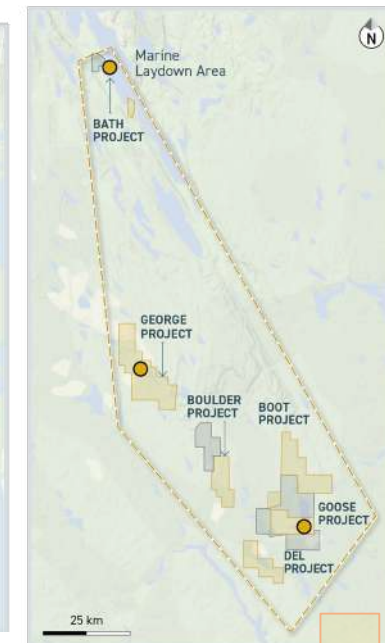 N
Marine
Laydown Area
BATH
PROJECT
GEORGE
PROJECT
BOULDER
PROJECT
BOOT
PROJECT
GOOSE
PROJECT
DEL
PROJECT
25 km